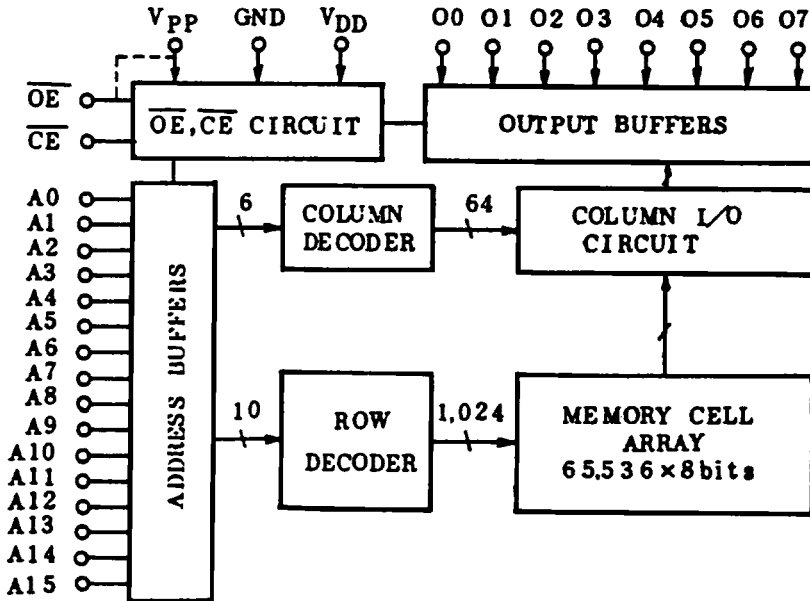 VPP GND VDD O0 O1 O2 O3 O4 O5 O6 O7
OE
CE
OE,CE CIRCUIT
OUTPUT BUFFERS
A0
A1
A2
A3
A4
A5
A6
A7
A8
A9
A10
A11
A12
A13
A14
A15
ADDRESS BUFFERS
6
COLUMN
DECODER
64
COLUMN I/O
CIRCUIT
10
ROW
DECODER
1,024
MEMORY CELL
ARRAY
65,536×8bits